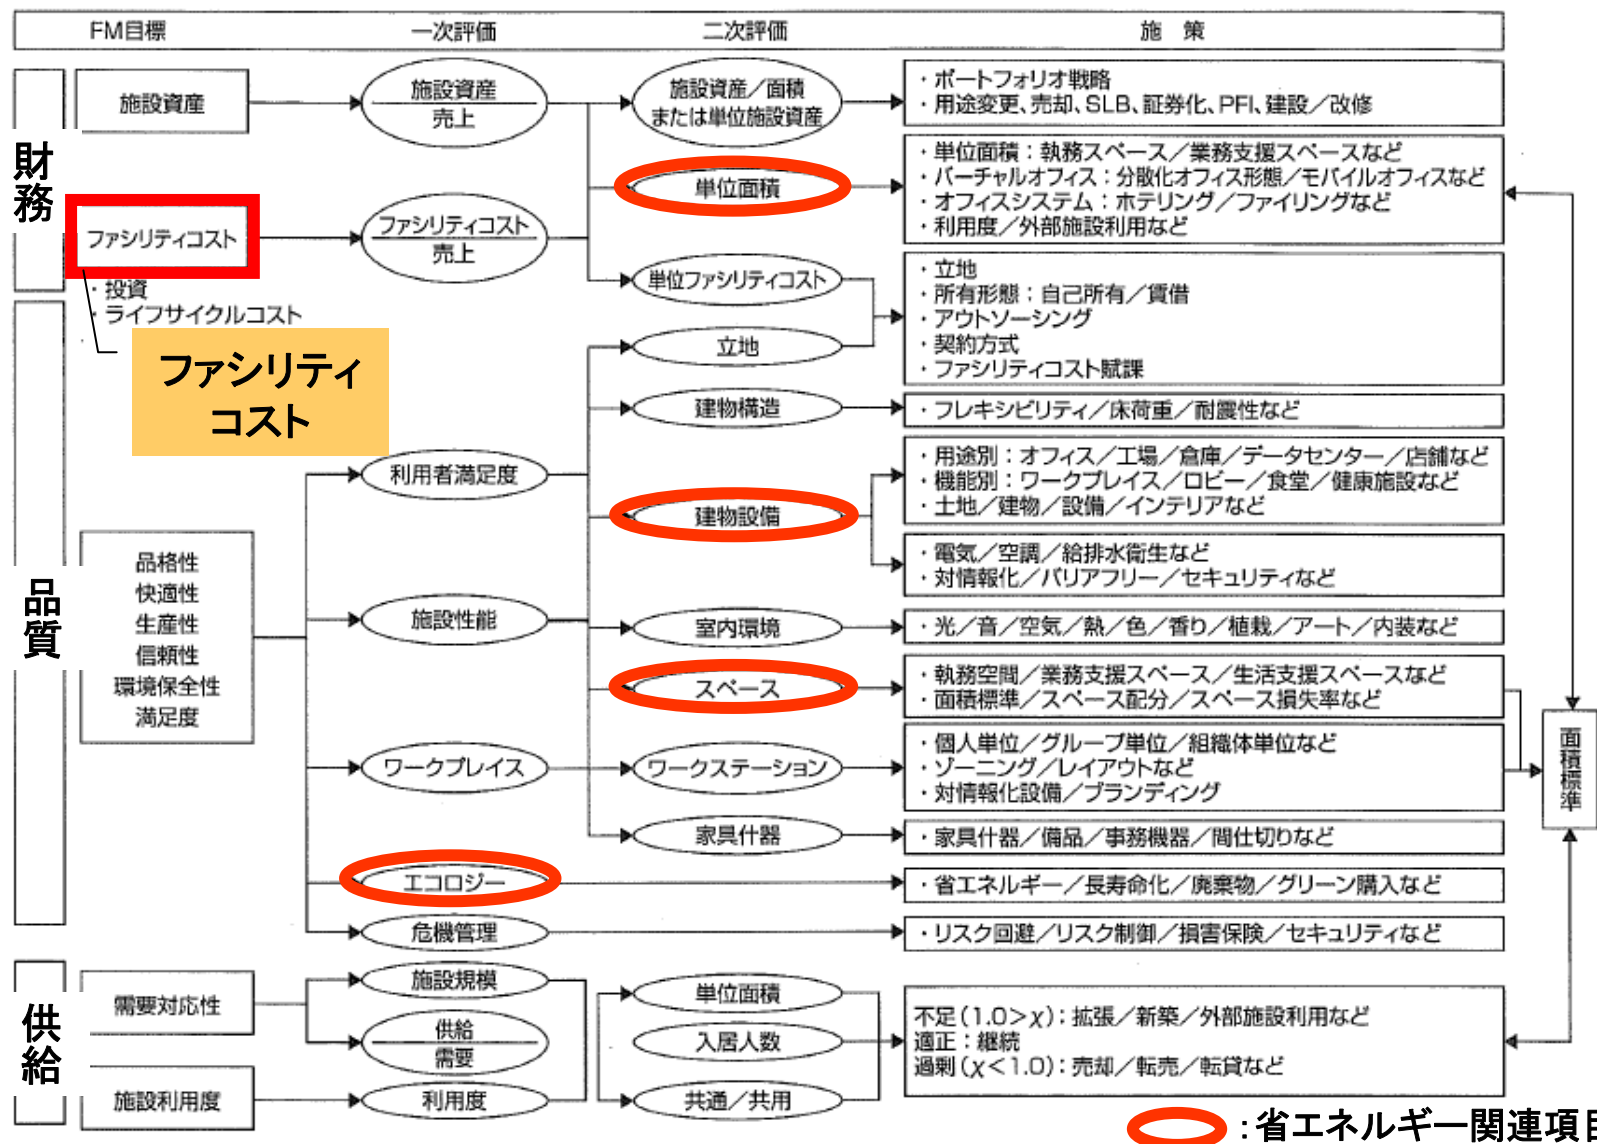 FM目標 一次評価 二次評価 施 策
財務
施設資産
施設資産
売上
施設資産／面積
または単位施設資産
・ポートフォリオ戦略
・用途変更、売却、SLB、証券化、PFI、建設／改修
単位面積
・単位面積：執務スペース／業務支援スペースなど
・バーチャルオフィス：分散化オフィス形態／モバイルオフィスなど
・オフィスシステム：ホテリング／ファイリングなど
・利用度／外部施設利用など
ファシリティコスト
ファシリティコスト
売上
・投資
・ライフサイクルコスト
ファシリティ
コスト
単位ファシリティコスト
立地
・立地
・所有形態：自己所有／賃借
・アウトソーシング
・契約方式
・ファシリティコスト賦課
建物構造
・フレキシビリティ／床荷重／耐震性など
品質
品格性
快適性
生産性
信頼性
環境保全性
満足度
利用者満足度
建物設備
・用途別：オフィス／工場／倉庫／データセンター／店舗など
・機能別：ワークプレイス／ロビー／食堂／健康施設など
・土地／建物／設備／インテリアなど
・電気／空調／給排水衛生など
・対情報化／バリアフリー／セキュリティなど
施設性能
室内環境
・光／音／空気／熱／色／香り／植栽／アート／内装など
スペース
・執務空間／業務支援スペース／生活支援スペースなど
・面積標準／スペース配分／スペース損失率など
面積標準
ワークプレイス
ワークステーション
・個人単位／グループ単位／組織体単位など
・ゾーニング／レイアウトなど
・対情報化設備／ブランディング
家具什器
・家具什器／備品／事務機器／間仕切りなど
エコロジー
・省エネルギー／長寿命化／廃棄物／グリーン購入など
危機管理
・リスク回避／リスク制御／損害保険／セキュリティなど
供給
需要対応性
施設規模
供給
需要
施設利用度
利用度
単位面積
入居人数
共通／共用
不足(1.0>χ)：拡張／新築／外部施設利用など
適正：継続
過剰(χ<1.0)：売却／転売／転貸など
：省エネルギー関連項目